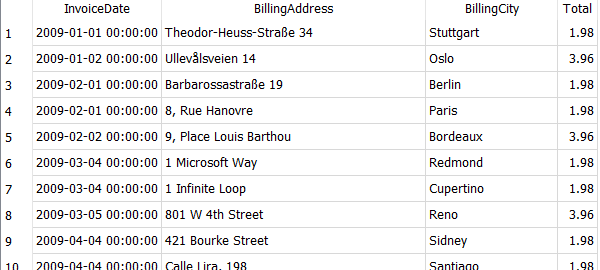 InvoiceDate BillingAddress BillingCity Total
1 2009-01-01 00:00:00 Theodor-Heuss-Straße 34 Stuttgart 1.98
2 2009-01-02 00:00:00 Ullevålsveien 14 Oslo 3.96
3 2009-02-01 00:00:00 Barbarossastraße 19 Berlin 1.98
4 2009-02-01 00:00:00 8, Rue Hanovre Paris 1.98
5 2009-02-02 00:00:00 9, Place Louis Barthou Bordeaux 3.96
6 2009-03-04 00:00:00 1 Microsoft Way Redmond 1.98
7 2009-03-04 00:00:00 1 Infinite Loop Cupertino 1.98
8 2009-03-05 00:00:00 801 W 4th Street Reno 3.96
9 2009-04-04 00:00:00 421 Bourke Street Sidney 1.98
10 2009-04-04 00:00:00 Calle Lira, 198 Santiago 1.98